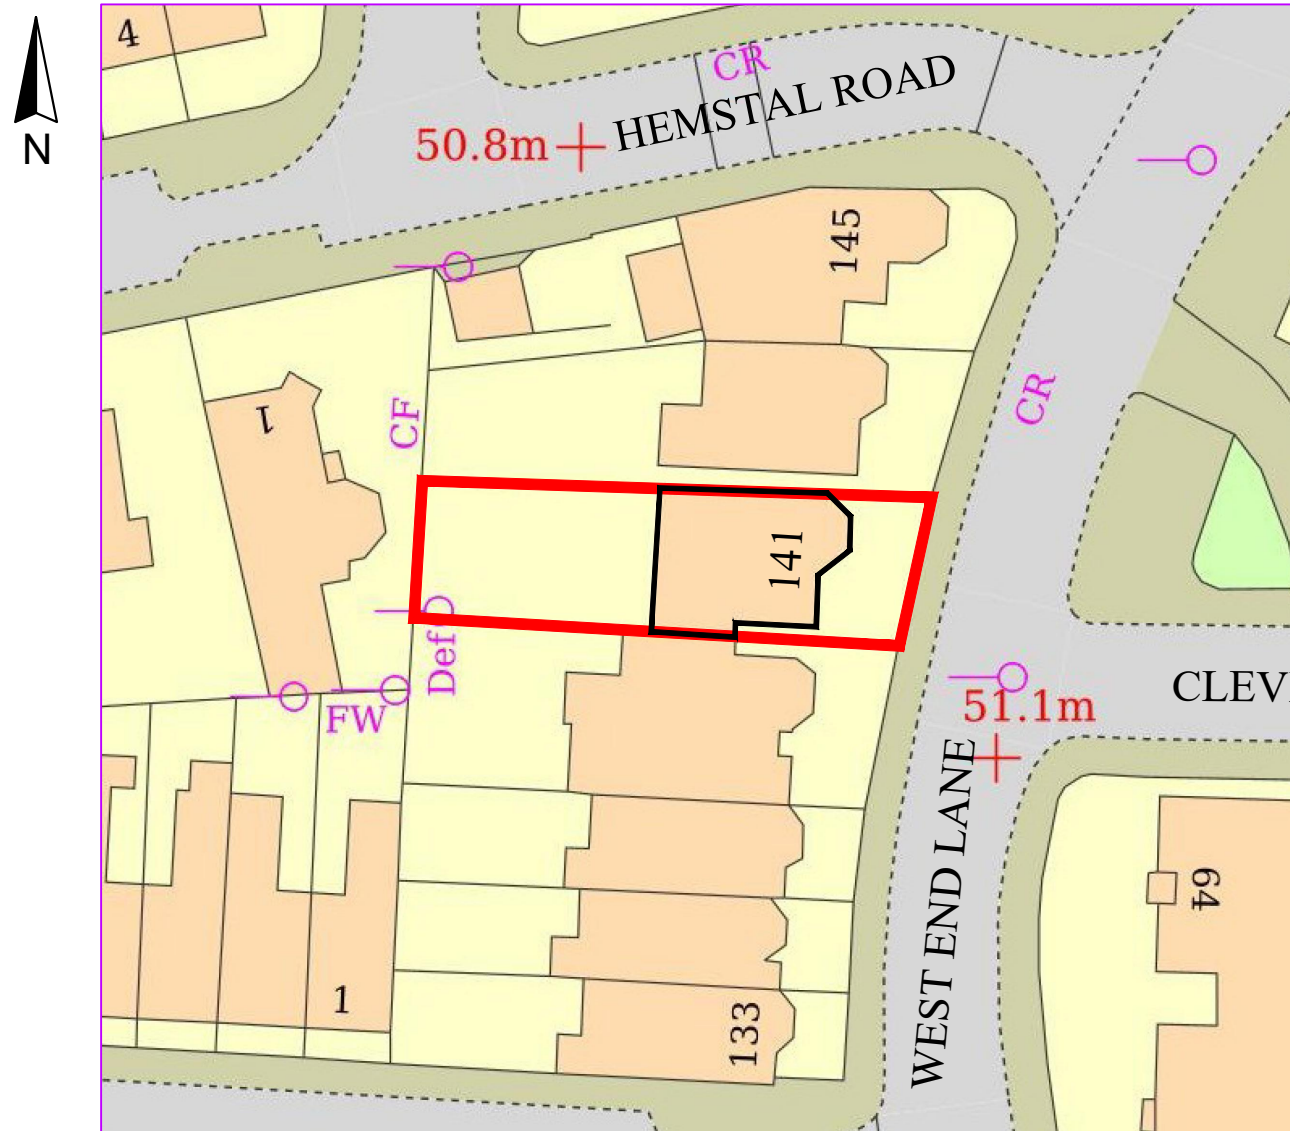 4
N
CR
HEMSTAL ROAD
50.8m
145
CR
1
CF
141
Def
FW
51.1m
CLEV
WEST END LANE
64
1
133